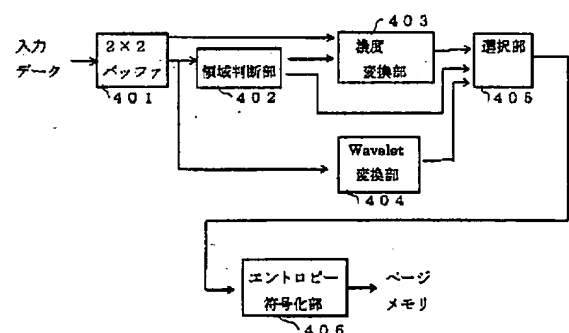 入力
データ
2×2
バッファ
401
領域判断部
402
403
濃度
変換部
選択部
405
Wavelet
変換部
404
エントロピー
符号化部
406
ページ
メモリ